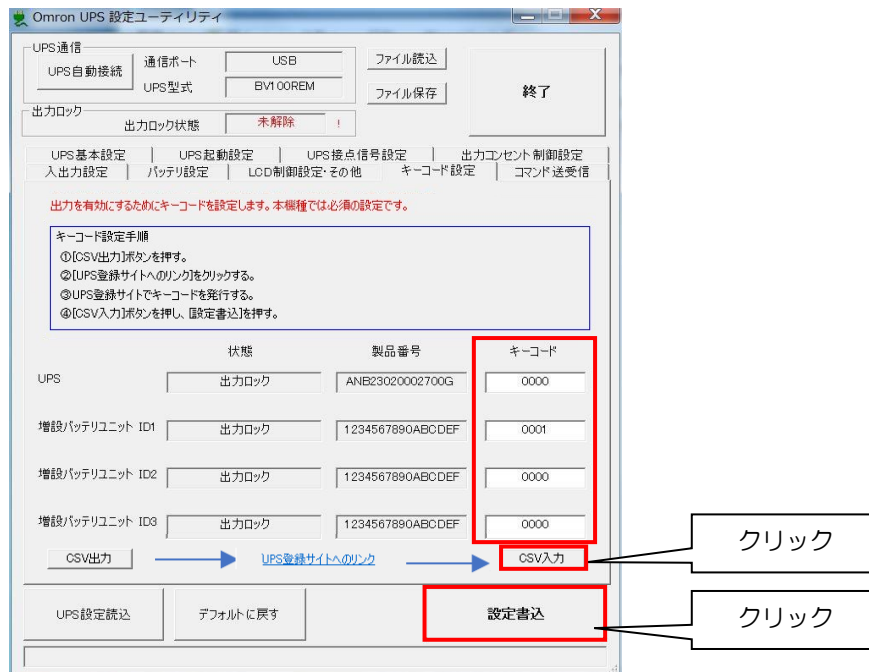 Omron UPS 設定ユーティリティ
UPS通信
UPS自動接続
通信ポート
USB
UPS型式
BV100REM
ファイル読込
ファイル保存
終了
出力ロック
出力ロック状態
未解除
!
UPS基本設定 UPS起動設定 UPS接点信号設定 出力コンセント制御設定
入出力設定 バッテリ設定 LCD制御設定・その他 キーコード設定 コマンド送受信
出力を有効にするためにキーコードを設定します。本機種では必須の設定です。
キーコード設定手順
①[CSV出力]ボタンを押す。
②[UPS登録サイトへのリンク]をクリックする。
③UPS登録サイトでキーコードを発行する。
④[CSV入力]ボタンを押し、[設定書込]を押す。
状態 製品番号 キーコード
UPS 出力ロック ANB23020002700G 0000
増設バッテリユニット ID1 出力ロック 1234567890ABCDEF 0001
増設バッテリユニット ID2 出力ロック 1234567890ABCDEF 0000
増設バッテリユニット ID3 出力ロック 1234567890ABCDEF 0000
CSV出力 UPS登録サイトへのリンク CSV入力
クリック
UPS設定読込 デフォルトに戻す 設定書込
クリック